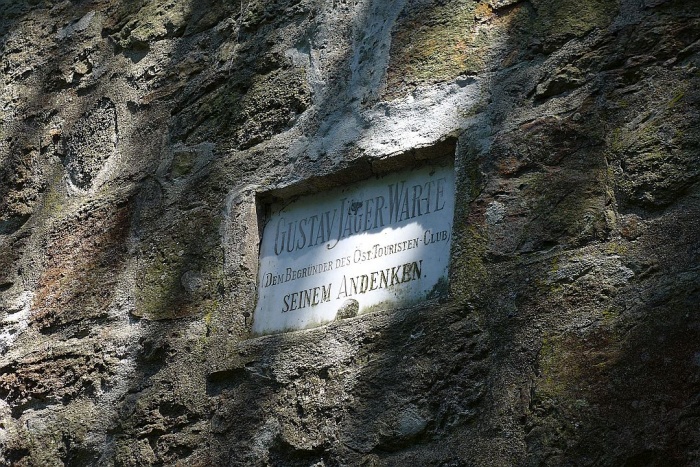 GUSTAV JÄGER-WARTE
(DEM BEGRÜNDER DES ÖST. TOURISTEN-CLUB)
SEINEM ANDENKEN.